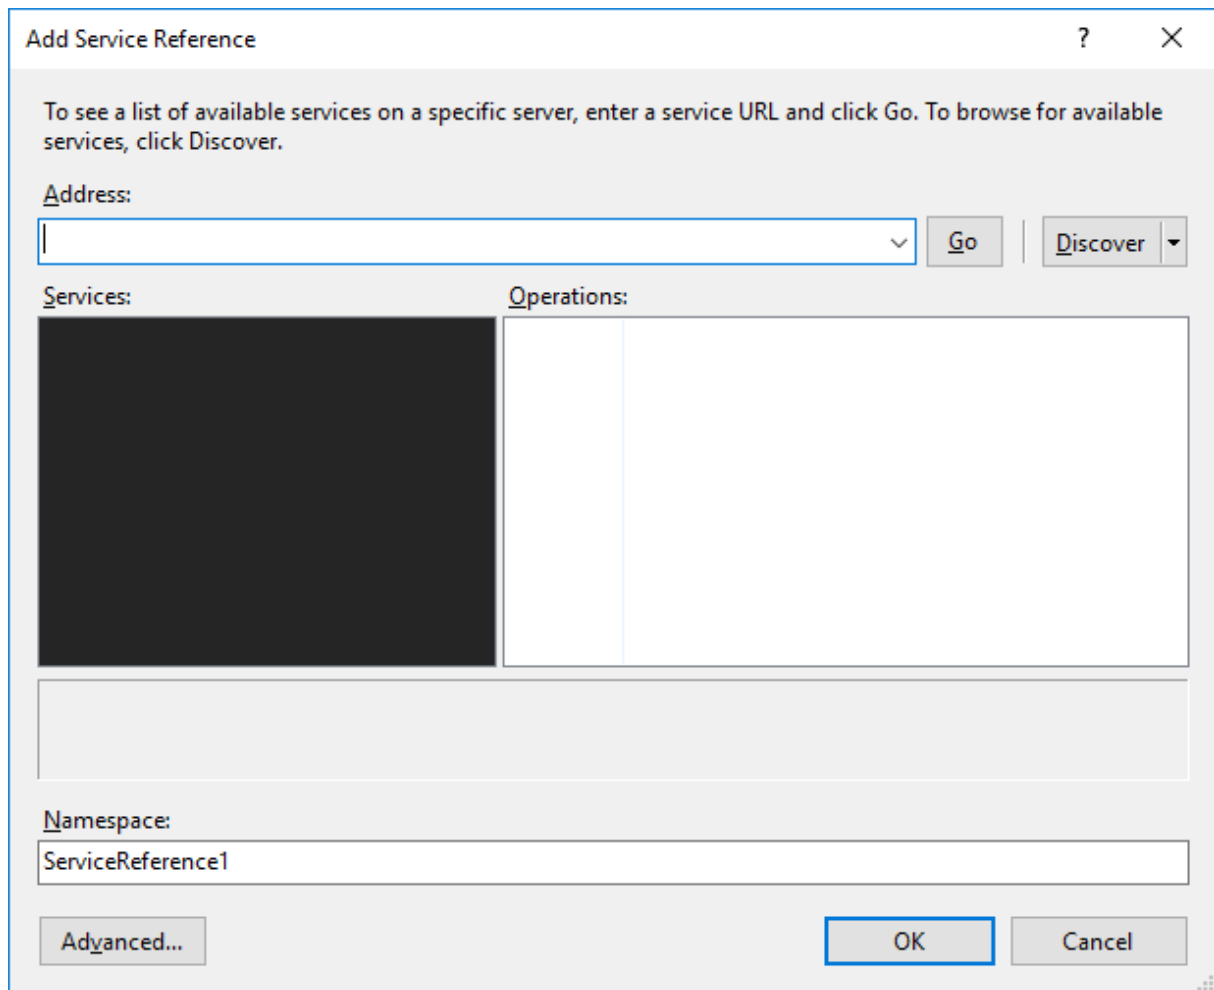 Add Service Reference
?
To see a list of available services on a specific server, enter a service URL and click Go. To browse for available
services, click Discover.
Address:
Go
Discover
Services:
Operations:
Namespace:
ServiceReference1
Advanced...
OK
Cancel